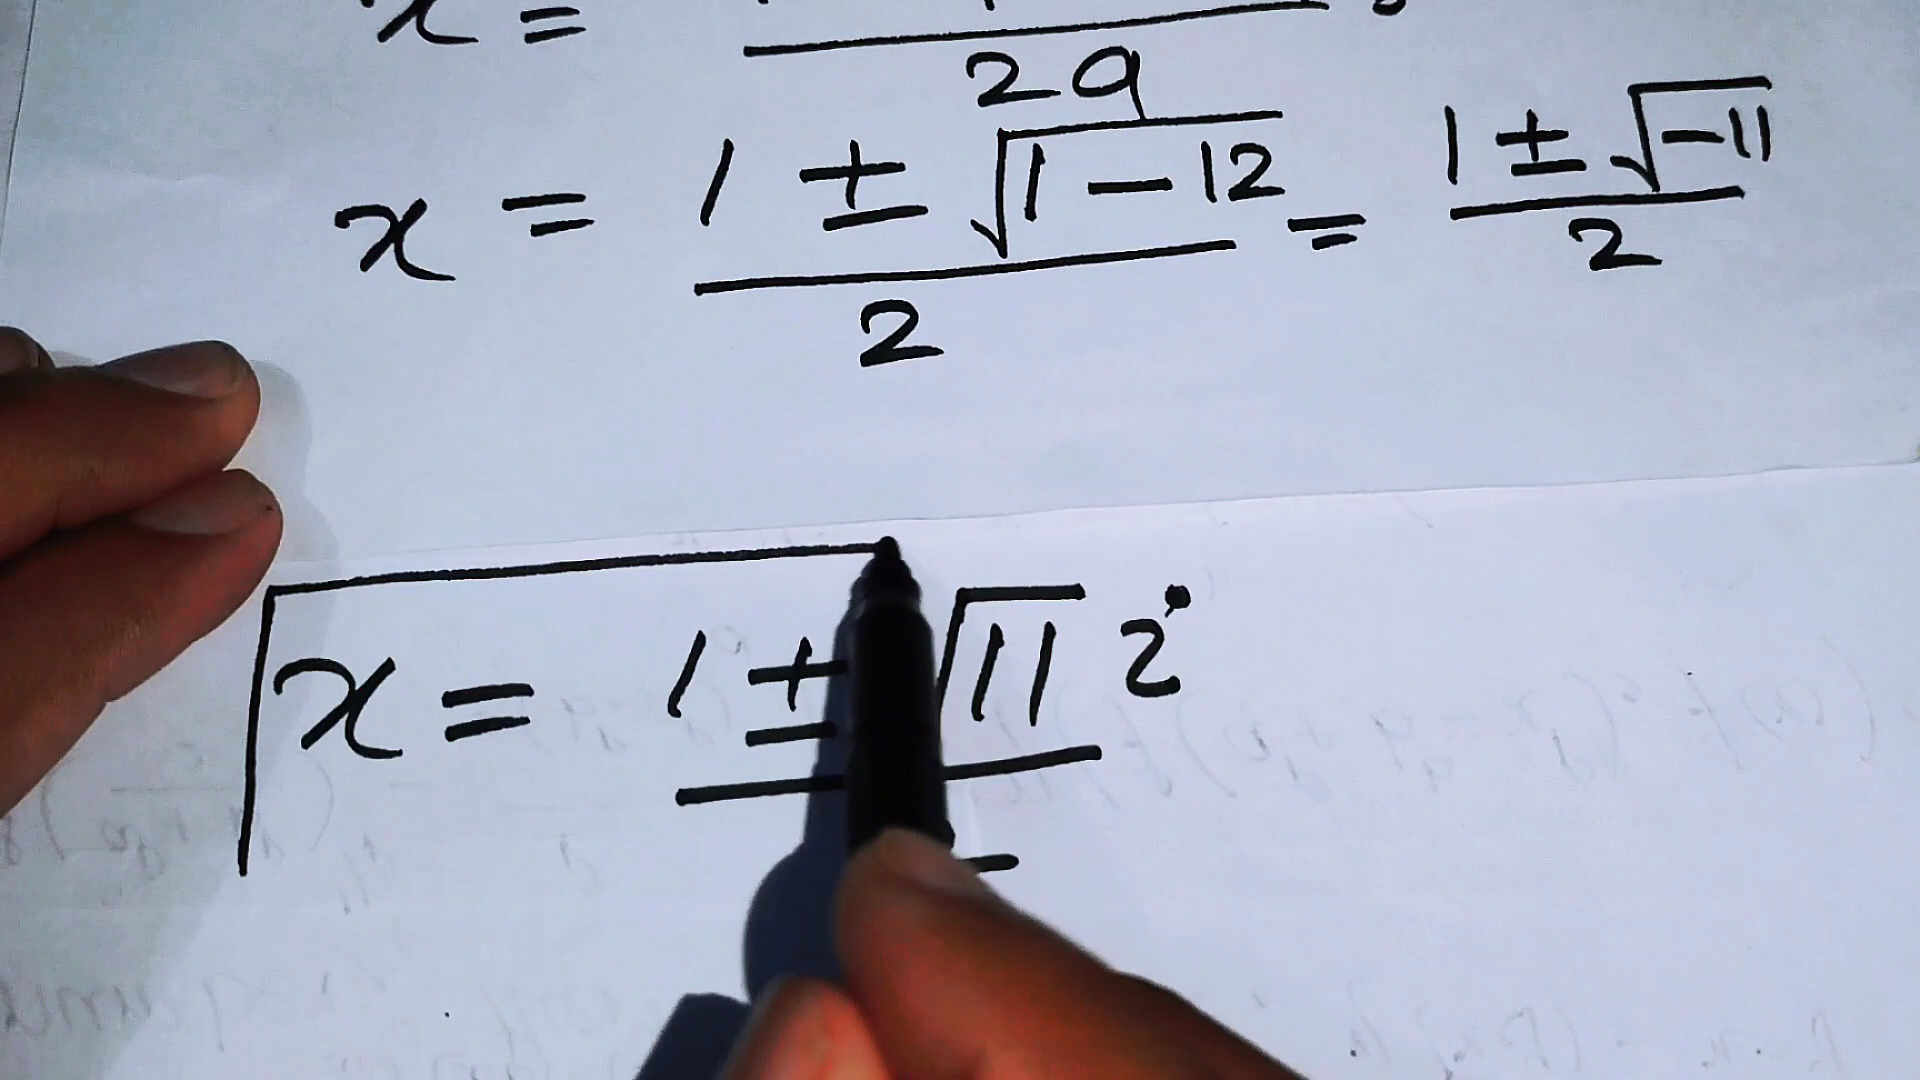 x = 2a
x = 1 ± √1 - 12 / 2 = 1 ± √-11 / 2
x = 1 ± √11 i